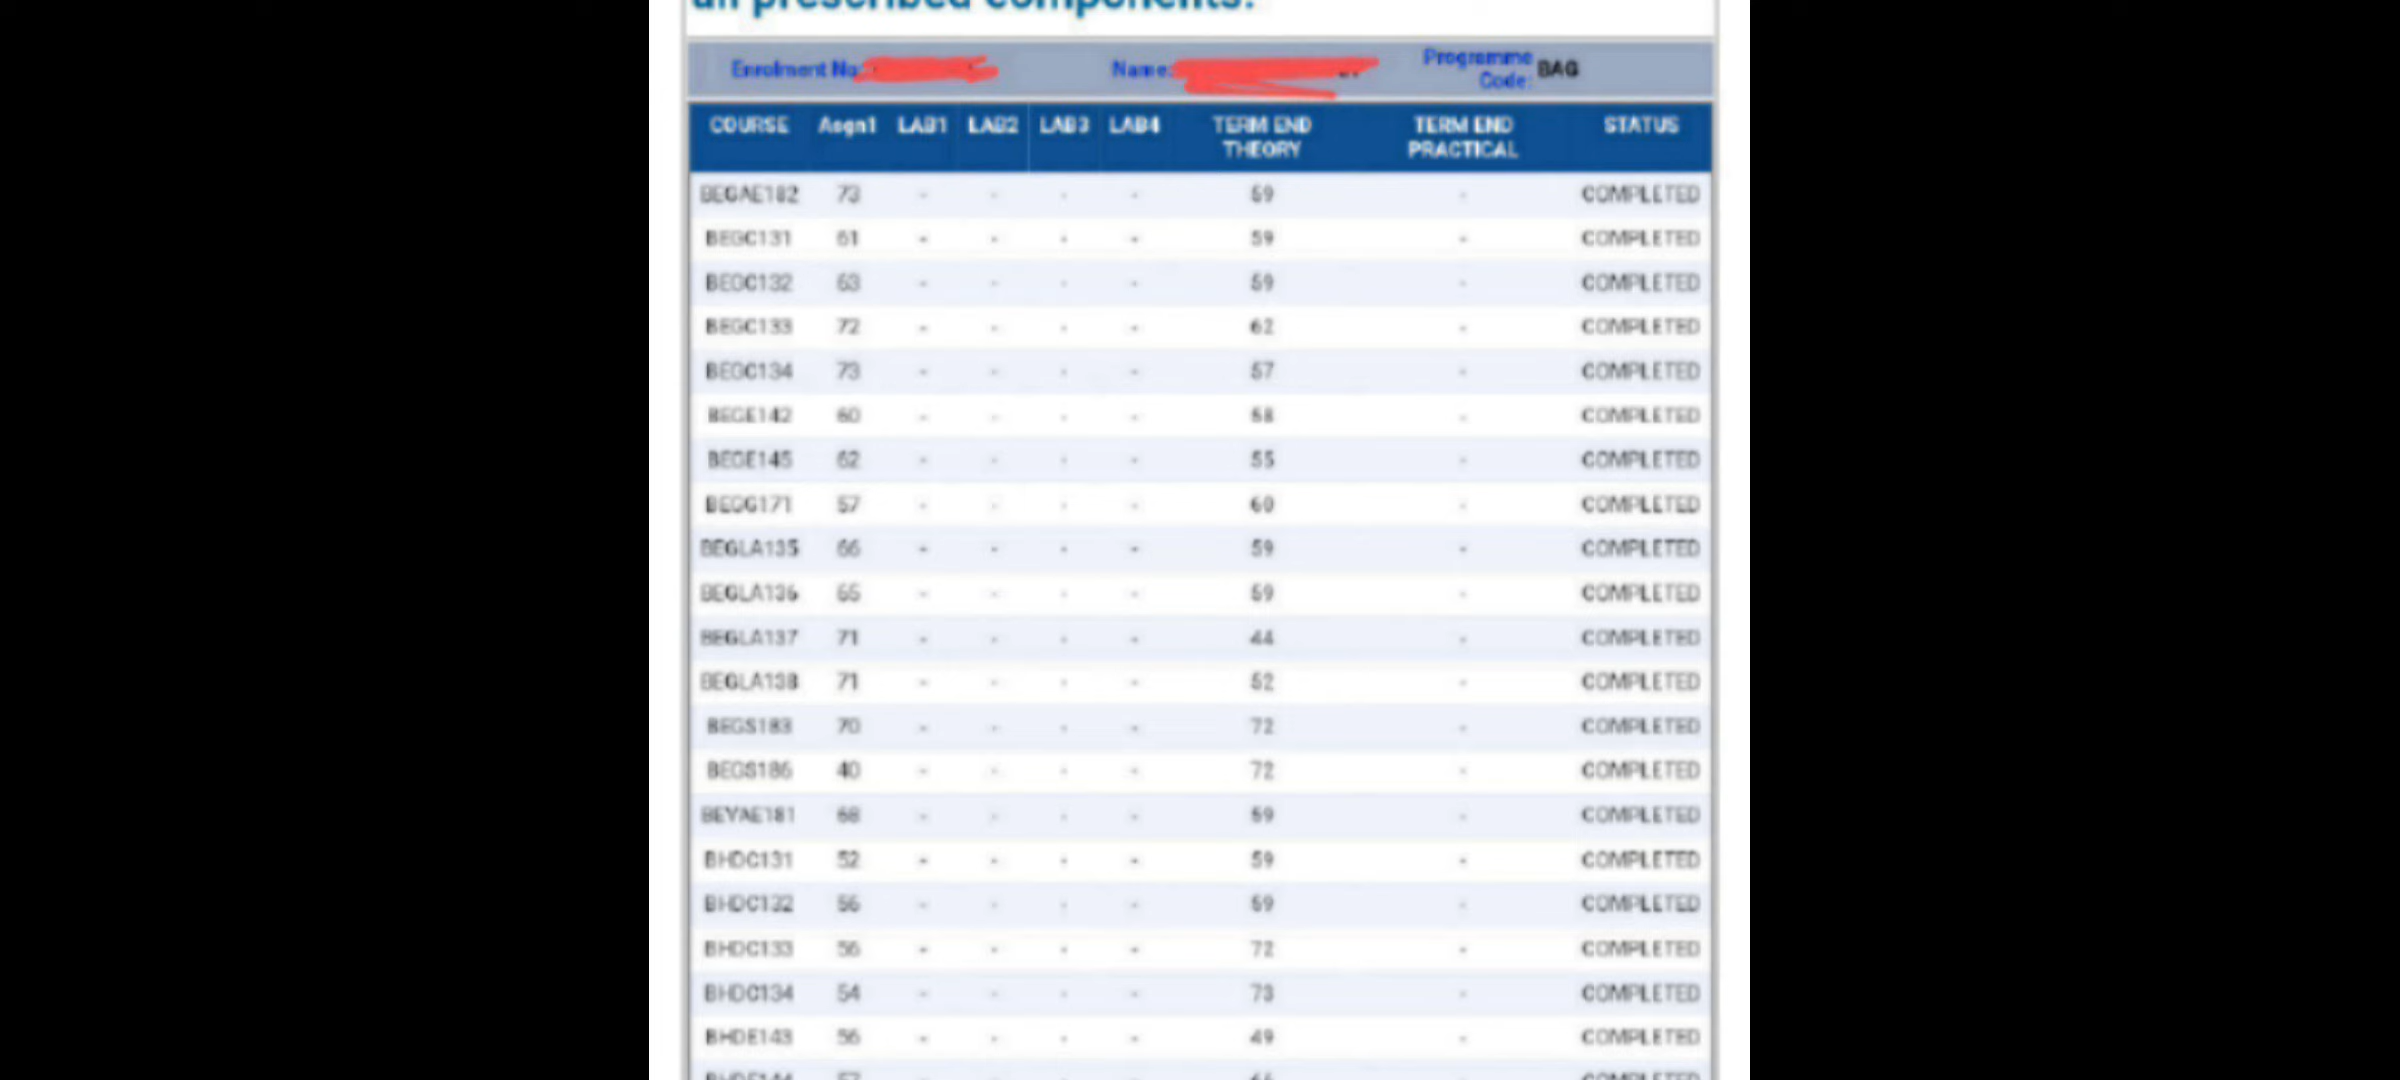 all prescribed components.
Enrolment No: Name: Programme Code: BAG
COURSE Asgn1 LAB1 LAB2 LAB3 LAB4 TERM END THEORY TERM END PRACTICAL STATUS
BEGAE182 73 - - - - 59 - COMPLETED
BEGC131 61 - - - - 59 - COMPLETED
BEGC132 63 - - - - 59 - COMPLETED
BEGC133 72 - - - - 62 - COMPLETED
BEGC134 73 - - - - 57 - COMPLETED
BEGE142 60 - - - - 58 - COMPLETED
BEGE145 62 - - - - 55 - COMPLETED
BEGG171 57 - - - - 60 - COMPLETED
BEGLA135 66 - - - - 59 - COMPLETED
BEGLA136 65 - - - - 59 - COMPLETED
BEGLA137 71 - - - - 44 - COMPLETED
BEGLA138 71 - - - - 52 - COMPLETED
BEGS183 70 - - - - 72 - COMPLETED
BEGS186 40 - - - - 72 - COMPLETED
BEVAE181 68 - - - - 59 - COMPLETED
BHDC131 52 - - - - 59 - COMPLETED
BHDC132 56 - - - - 59 - COMPLETED
BHDC133 56 - - - - 72 - COMPLETED
BHDC134 54 - - - - 73 - COMPLETED
BHDE143 56 - - - - 49 - COMPLETED